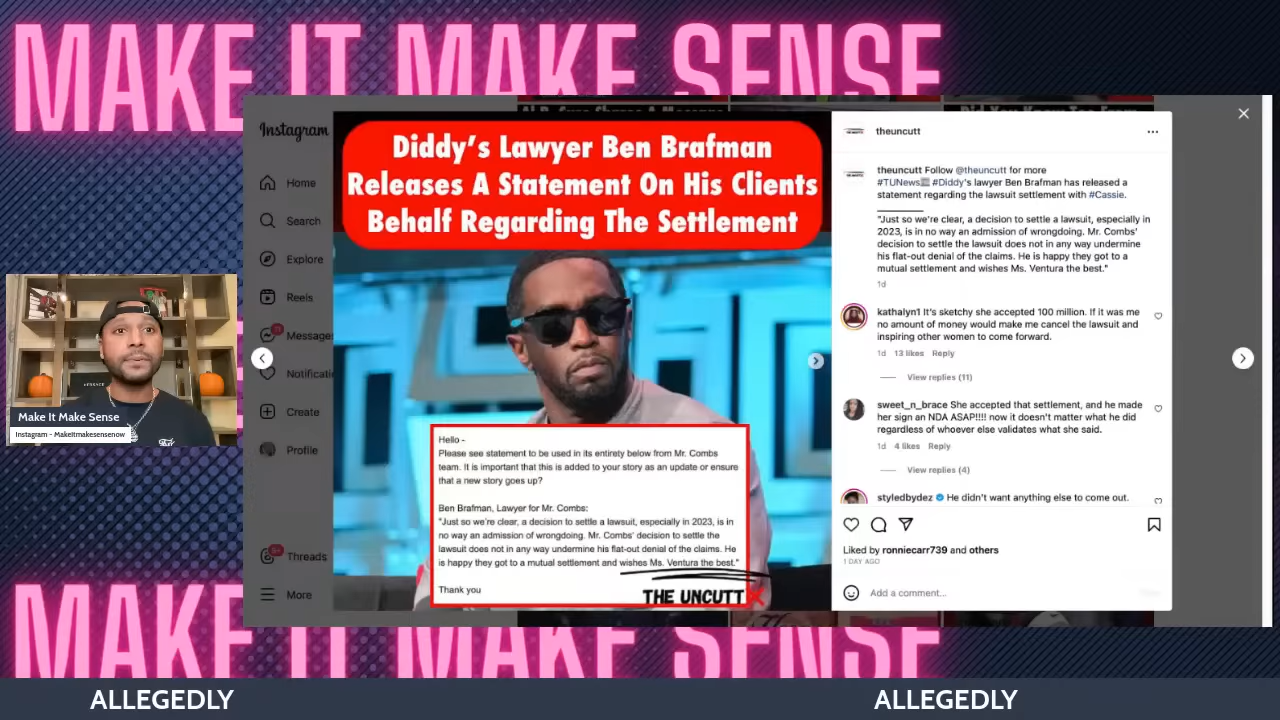 MAKE IT MAKE SENSE
Instagram
Home
Search
Explore
Reels
Messages
Notificatio
Create
Profile
Threads
More
Make It Make Sense
Instagram - Makeitmakesensenow
Diddy's Lawyer Ben Brafman
Releases A Statement On His Clients
Behalf Regarding The Settlement
Hello -
Please see statement to be used in its entirety below from Mr. Combs
team. It is important that this is added to your story as an update or ensure
that a new story goes up?
Ben Brafman, Lawyer for Mr. Combs:
"Just so we're clear, a decision to settle a lawsuit, especially in 2023, is in
no way an admission of wrongdoing. Mr. Combs' decision to settle the
lawsuit does not in any way undermine his flat-out denial of the claims. He
is happy they got to a mutual settlement and wishes Ms. Ventura the best."
Thank you
THE UNCUTT
theuncutt
theuncutt Follow @theuncutt for more
#TUNews #Diddy's lawyer Ben Brafman has released a
statement regarding the lawsuit settlement with #Cassie.
"Just so we're clear, a decision to settle a lawsuit, especially in
2023, is in no way an admission of wrongdoing. Mr. Combs'
decision to settle the lawsuit does not in any way undermine
his flat-out denial of the claims. He is happy they got to a
mutual settlement and wishes Ms. Ventura the best."
1d
kathalyn1 It's sketchy she accepted 100 million. If it was me
no amount of money would make me cancel the lawsuit and
inspiring other women to come forward.
1d 13 likes Reply
View replies (11)
sweet_n_brace She accepted that settlement, and he made
her sign an NDA ASAP!!!! now it doesn't matter what he did
regardless of whoever else validates what she said.
1d 4 likes Reply
View replies (4)
styledbydez He didn't want anything else to come out.
Liked by ronniecarr739 and others
1 DAY AGO
Add a comment...
MAKE IT MAKE SENSE
ALLEGEDLY
ALLEGEDLY